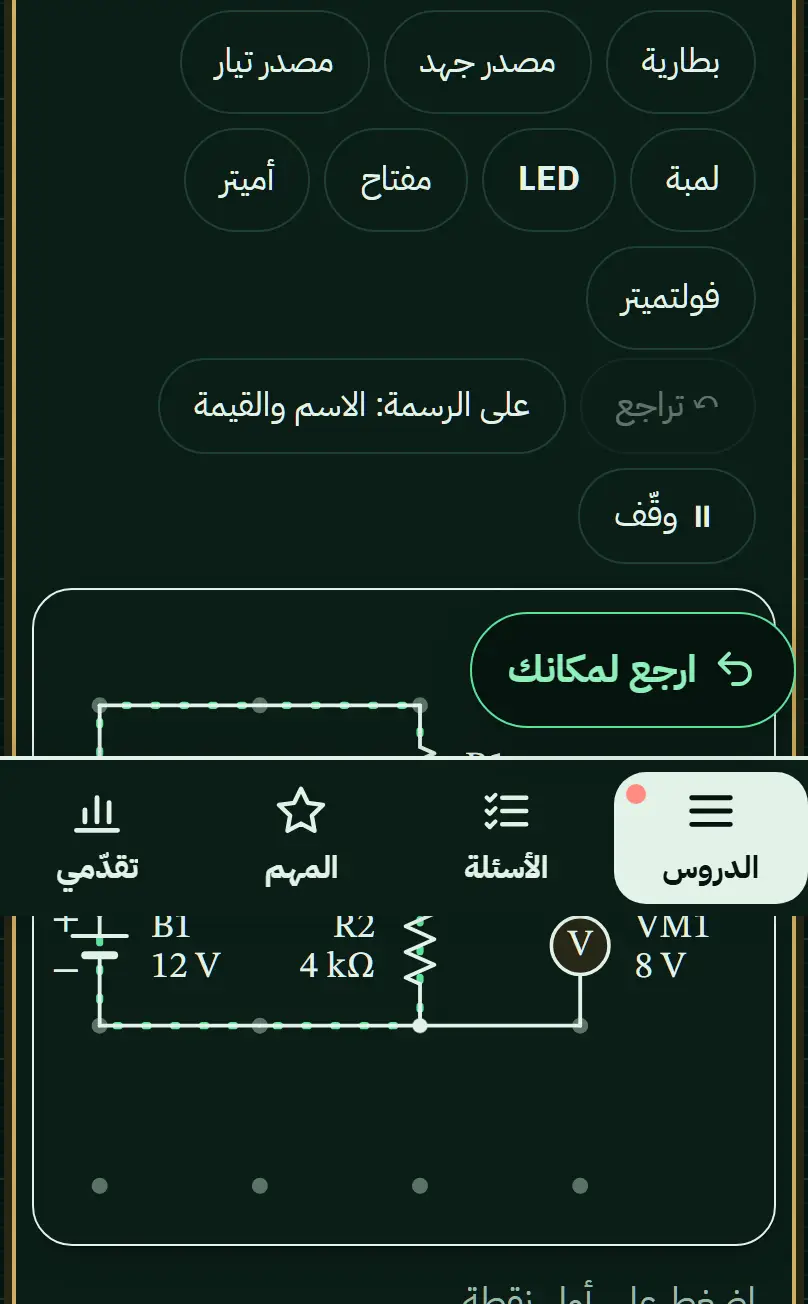 بطارية مصدر جهد مصدر تيار
لمبة LED مفتاح أميتر
فولتميتر
تراجع على الرسمة: الاسم والقيمة
وقّف
ارجع لمكانك
الدروس الأسئلة المهم تقدّمي
+ B1 R2 V VM1
− 12 V 4 kΩ 8 V